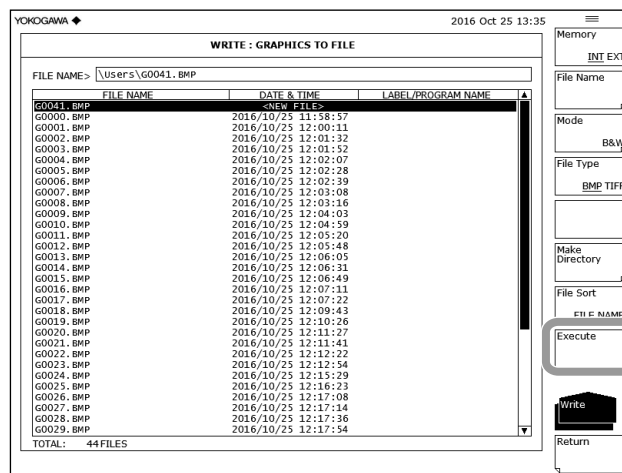 YOKOGAWA ◆ 2016 Oct 25 13:35
WRITE : GRAPHICS TO FILE
FILE NAME> \Users\G0041.BMP
FILE NAME DATE & TIME LABEL/PROGRAM NAME
G0041.BMP <NEW FILE>
G0000.BMP 2016/10/25 11:58:57
G0001.BMP 2016/10/25 12:00:11
G0002.BMP 2016/10/25 12:01:32
G0003.BMP 2016/10/25 12:01:52
G0004.BMP 2016/10/25 12:02:07
G0005.BMP 2016/10/25 12:02:28
G0006.BMP 2016/10/25 12:02:39
G0007.BMP 2016/10/25 12:03:08
G0008.BMP 2016/10/25 12:03:16
G0009.BMP 2016/10/25 12:04:03
G0010.BMP 2016/10/25 12:04:59
G0011.BMP 2016/10/25 12:05:20
G0012.BMP 2016/10/25 12:05:48
G0013.BMP 2016/10/25 12:06:05
G0014.BMP 2016/10/25 12:06:31
G0015.BMP 2016/10/25 12:06:49
G0016.BMP 2016/10/25 12:07:11
G0017.BMP 2016/10/25 12:07:22
G0018.BMP 2016/10/25 12:09:43
G0019.BMP 2016/10/25 12:10:26
G0020.BMP 2016/10/25 12:11:27
G0021.BMP 2016/10/25 12:11:41
G0022.BMP 2016/10/25 12:12:22
G0023.BMP 2016/10/25 12:12:54
G0024.BMP 2016/10/25 12:15:29
G0025.BMP 2016/10/25 12:16:23
G0026.BMP 2016/10/25 12:17:08
G0027.BMP 2016/10/25 12:17:14
G0028.BMP 2016/10/25 12:17:36
G0029.BMP 2016/10/25 12:17:54
TOTAL: 44FILES
Memory
INT EXT
File Name
Mode
B&W
File Type
BMP TIFF
Make
Directory
File Sort
FILE NAME
Execute
Write
Return